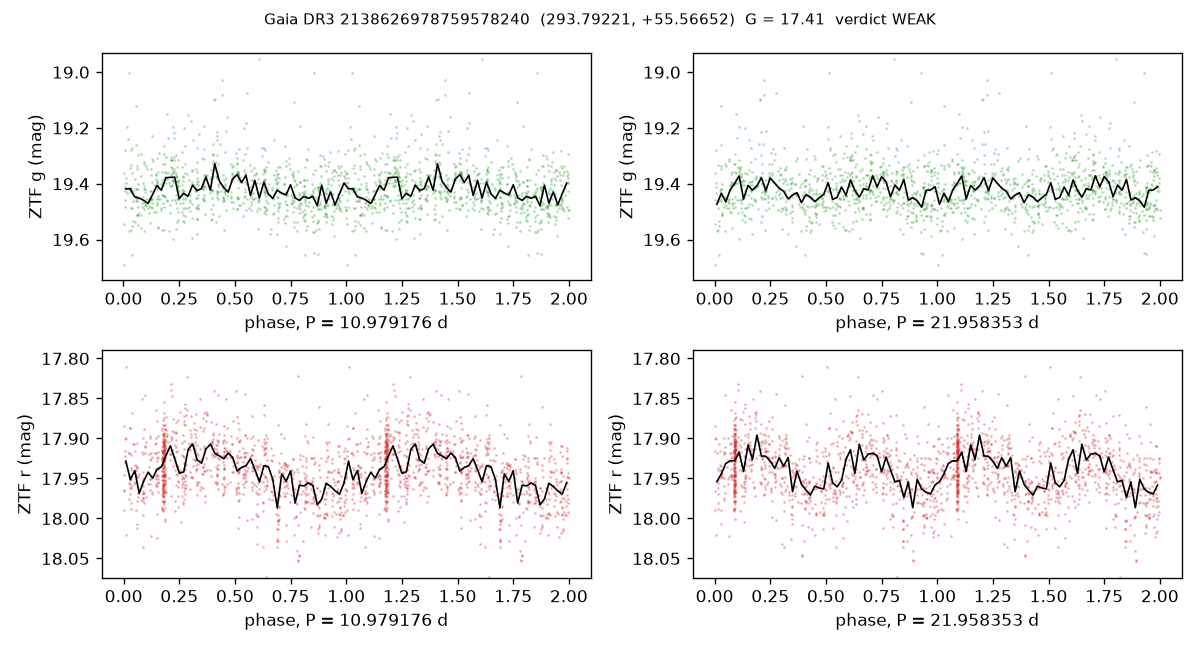 Gaia DR3 2138626978759578240 (293.79221, +55.56652) G = 17.41 verdict WEAK
ZTF g (mag)
19.0
19.2
19.4
19.6
0.00 0.25 0.50 0.75 1.00 1.25 1.50 1.75 2.00
phase, P = 10.979176 d
ZTF g (mag)
19.0
19.2
19.4
19.6
0.00 0.25 0.50 0.75 1.00 1.25 1.50 1.75 2.00
phase, P = 21.958353 d
ZTF r (mag)
17.80
17.85
17.90
17.95
18.00
18.05
0.00 0.25 0.50 0.75 1.00 1.25 1.50 1.75 2.00
phase, P = 10.979176 d
ZTF r (mag)
17.80
17.85
17.90
17.95
18.00
18.05
0.00 0.25 0.50 0.75 1.00 1.25 1.50 1.75 2.00
phase, P = 21.958353 d